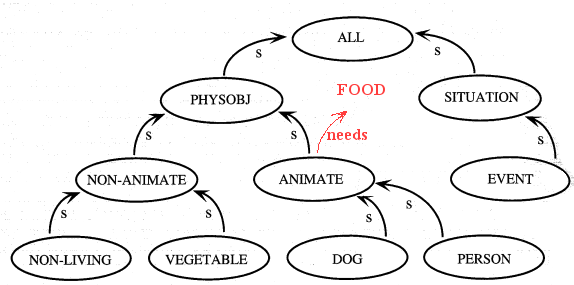 ALL
s
s
FOOD
PHYSOBJ
SITUATION
s
s
needs
s
NON-ANIMATE
ANIMATE
EVENT
s
s
s
s
NON-LIVING
VEGETABLE
DOG
PERSON